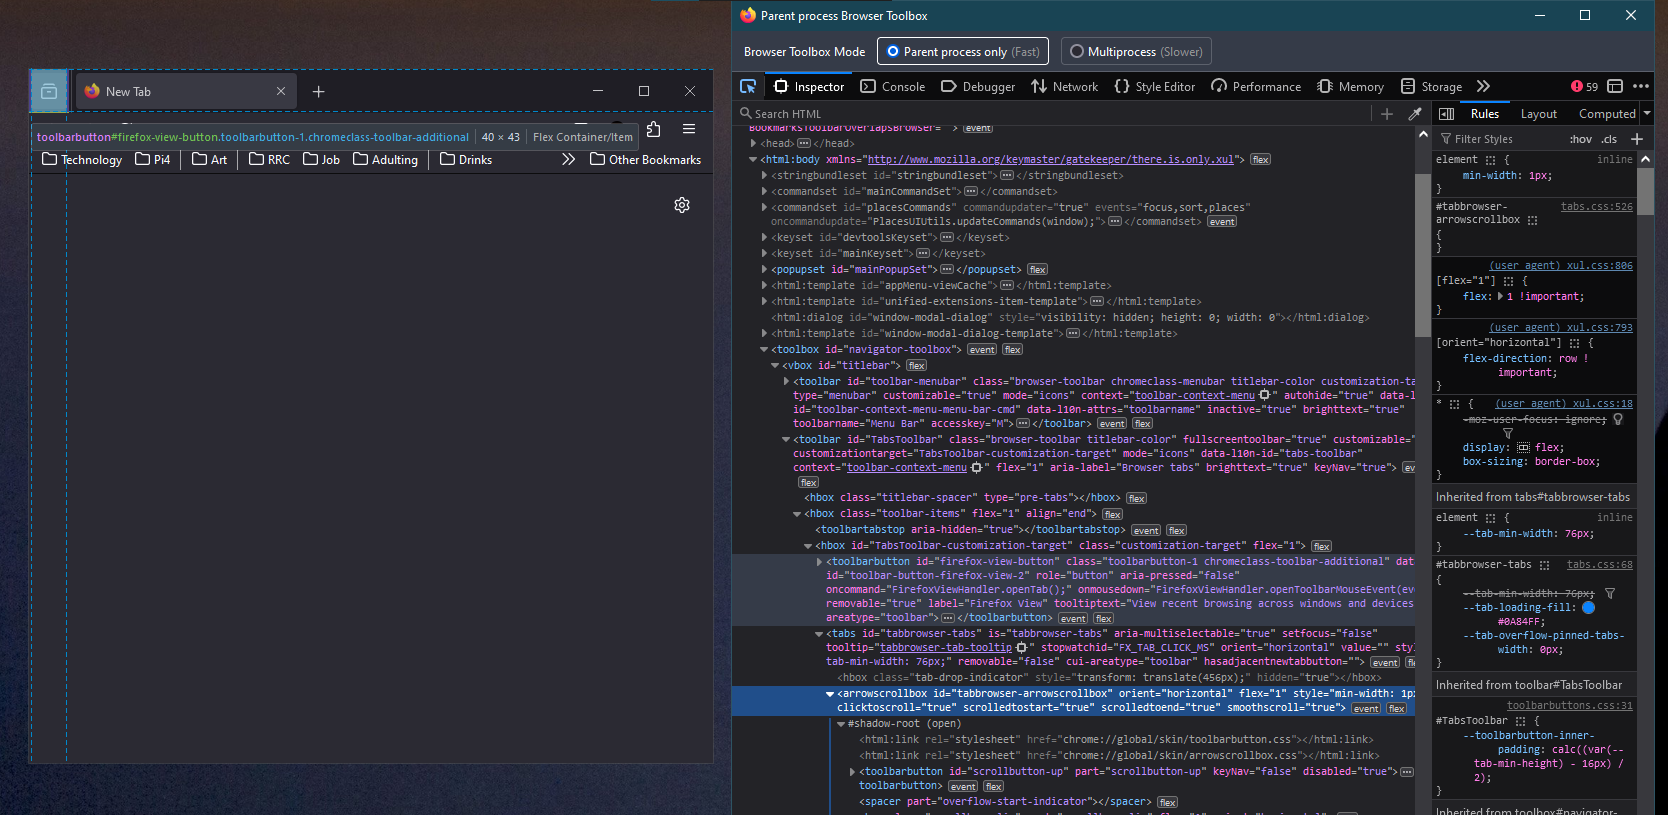 Parent process Browser Toolbox
Browser Toolbox Mode
Parent process only (Fast)
Multiprocess (Slower)
New Tab
toolbarbutton#firefox-view-button.toolbarbutton-1.chromeclass-toolbar-additional
40 × 43
Flex Container/Item
Technology
Pi4
Art
RRC
Job
Adulting
Drinks
Other Bookmarks
Inspector
Console
Debugger
Network
Style Editor
Performance
Memory
Storage
59
Search HTML
BookmarksToolbarOverlapsBrowser=""> event
<head></head>
<html:body xmlns="http://www.mozilla.org/keymaster/gatekeeper/there.is.only.xul"> flex
<stringbundleset id="stringbundleset"></stringbundleset>
<commandset id="mainCommandSet"></commandset>
<commandset id="placesCommands" commandupdater="true" events="focus,sort,places"
oncommandupdate="PlacesUIUtils.updateCommands(window);"></commandset> event
<keyset id="devtoolsKeyset"></keyset>
<keyset id="mainKeyset"></keyset>
<popupset id="mainPopupSet"></popupset> flex
<html:template id="appMenu-viewCache"></html:template>
<html:template id="unified-extensions-item-template"></html:template>
<html:dialog id="window-modal-dialog" style="visibility: hidden; height: 0; width: 0"></html:dialog>
<html:template id="window-modal-dialog-template"></html:template>
<toolbox id="navigator-toolbox"> event flex
<vbox id="titlebar"> flex
<toolbar id="toolbar-menubar" class="browser-toolbar chromeclass-menubar titlebar-color customization-ta
type="menubar" customizable="true" mode="icons" context="toolbar-context-menu" autohide="true" data-l
id="toolbar-context-menu-menu-bar-cmd" data-l10n-attrs="toolbarname" inactive="true" brighttext="true"
toolbarname="Menu Bar" accesskey="M"></toolbar> event flex
<toolbar id="TabsToolbar" class="browser-toolbar titlebar-color" fullscreentoolbar="true" customizable="
customizationtarget="TabsToolbar-customization-target" mode="icons" data-l10n-id="tabs-toolbar"
context="toolbar-context-menu" flex="1" aria-label="Browser tabs" brighttext="true" keyNav="true"> ev
flex
<hbox class="titlebar-spacer" type="pre-tabs"></hbox> flex
<hbox class="toolbar-items" flex="1" align="end"> flex
<toolbartabstop aria-hidden="true"></toolbartabstop> event flex
<hbox id="TabsToolbar-customization-target" class="customization-target" flex="1"> flex
<toolbarbutton id="firefox-view-button" class="toolbarbutton-1 chromeclass-toolbar-additional" dat
id="toolbar-button-firefox-view-2" role="button" aria-pressed="false"
oncommand="FirefoxViewHandler.openTab();" onmousedown="FirefoxViewHandler.openToolbarMouseEvent(eve
removable="true" label="Firefox View" tooltiptext="View recent browsing across windows and devices
areatype="toolbar"></toolbarbutton> event flex
<tabs id="tabbrowser-tabs" is="tabbrowser-tabs" aria-multiselectable="true" setfocus="false"
tooltip="tabbrowser-tab-tooltip" stopwatchid="FX_TAB_CLICK_MS" orient="horizontal" value="" styl
tab-min-width: 76px;" removable="false" cui-areatype="toolbar" hasadjacentnewtabbutton=""> event fle
<hbox class="tab-drop-indicator" style="transform: translate(456px);" hidden="true"></hbox>
<arrowscrollbox id="tabbrowser-arrowscrollbox" orient="horizontal" flex="1" style="min-width: 1px
clicktoscroll="true" scrolledtostart="true" scrolledtoend="true" smoothscroll="true"> event flex
#shadow-root (open)
<html:link rel="stylesheet" href="chrome://global/skin/toolbarbutton.css"></html:link>
<html:link rel="stylesheet" href="chrome://global/skin/arrowscrollbox.css"></html:link>
<toolbarbutton id="scrollbutton-up" part="scrollbutton-up" keyNav="false" disabled="true">
toolbarbutton> event flex
<spacer part="overflow-start-indicator"></spacer> flex
Rules
Layout
Computed
Filter Styles
:hov
.cls
element { inline
min-width: 1px;
}
#tabbrowser-arrowscrollbox tabs.css:526
{
}
(user agent) xul.css:806
[flex="1"] {
flex: 1 !important;
}
(user agent) xul.css:793
[orient="horizontal"] {
flex-direction: row !
important;
}
* { (user agent) xul.css:18
-moz-user-focus: ignore;
display: flex;
box-sizing: border-box;
}
Inherited from tabs#tabbrowser-tabs
element { inline
--tab-min-width: 76px;
}
#tabbrowser-tabs tabs.css:68
{
--tab-min-width: 76px;
--tab-loading-fill:
#0A84FF;
--tab-overflow-pinned-tabs-
width: 0px;
}
Inherited from toolbar#TabsToolbar
toolbarbuttons.css:31
#TabsToolbar {
--toolbarbutton-inner-
padding: calc((var(--
tab-min-height) - 16px) /
2);
}
Inherited from toolbox#navigator-